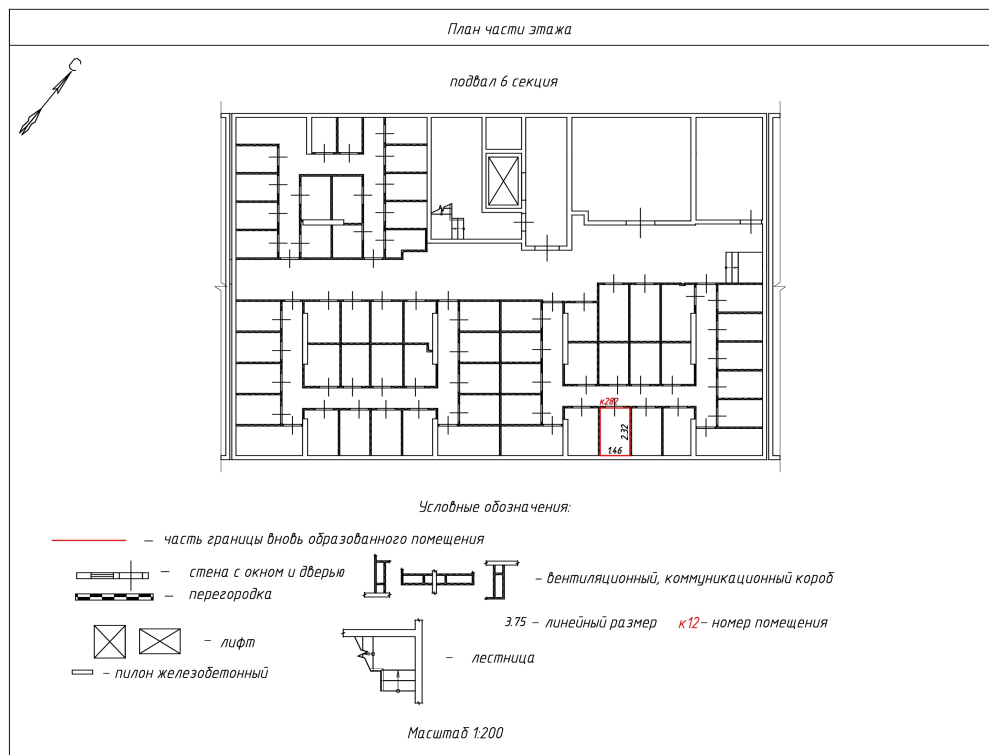 План части этажа
С
подвал 6 секция
к282
2.32
1.46
Условные обозначения:
– часть границы вновь образованного помещения
– стена с окном и дверью
– перегородка
– вентиляционный, коммуникационный короб
3.75 – линейный размер к12 – номер помещения
– лифт
– лестница
– пилон железобетонный
Масштаб 1:200